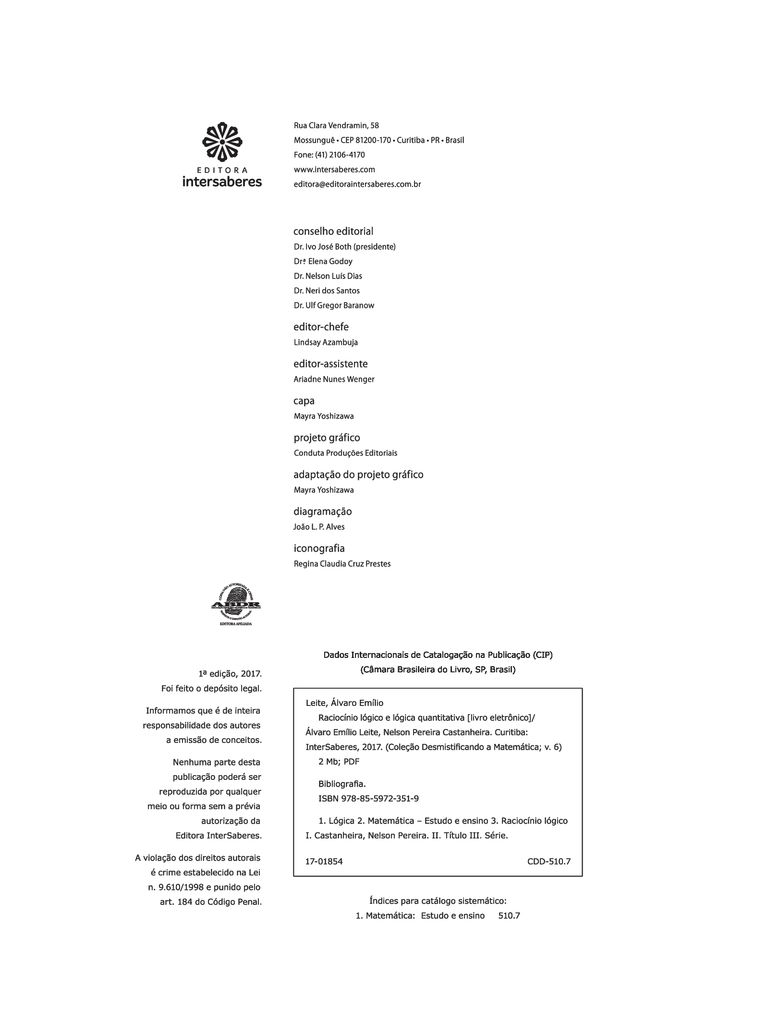 EDITORA
intersaberes
Rua Clara Vendramin, 58
Mossunguê • CEP 81200-170 • Curitiba • PR • Brasil
Fone: (41) 2106-4170
www.intersaberes.com
editora@editoraintersaberes.com.br
conselho editorial
Dr. Ivo José Both (presidente)
Drª Elena Godoy
Dr. Nelson Luís Dias
Dr. Neri dos Santos
Dr. Ulf Gregor Baranow
editor-chefe
Lindsay Azambuja
editor-assistente
Ariadne Nunes Wenger
capa
Mayra Yoshizawa
projeto gráfico
Conduta Produções Editoriais
adaptação do projeto gráfico
Mayra Yoshizawa
diagramação
João L. P. Alves
iconografia
Regina Claudia Cruz Prestes
ABDR
EDITORA AFILIADA
1ª edição, 2017.
Foi feito o depósito legal.
Informamos que é de inteira
responsabilidade dos autores
a emissão de conceitos.
Nenhuma parte desta
publicação poderá ser
reproduzida por qualquer
meio ou forma sem a prévia
autorização da
Editora InterSaberes.
A violação dos direitos autorais
é crime estabelecido na Lei
n. 9.610/1998 e punido pelo
art. 184 do Código Penal.
Dados Internacionais de Catalogação na Publicação (CIP)
(Câmara Brasileira do Livro, SP, Brasil)
Leite, Álvaro Emílio
Raciocínio lógico e lógica quantitativa [livro eletrônico]/
Álvaro Emílio Leite, Nelson Pereira Castanheira. Curitiba:
InterSaberes, 2017. (Coleção Desmistificando a Matemática; v. 6)
2 Mb; PDF
Bibliografia.
ISBN 978-85-5972-351-9
1. Lógica 2. Matemática – Estudo e ensino 3. Raciocínio lógico
I. Castanheira, Nelson Pereira. II. Título III. Série.
17-01854 CDD-510.7
Índices para catálogo sistemático:
1. Matemática: Estudo e ensino 510.7